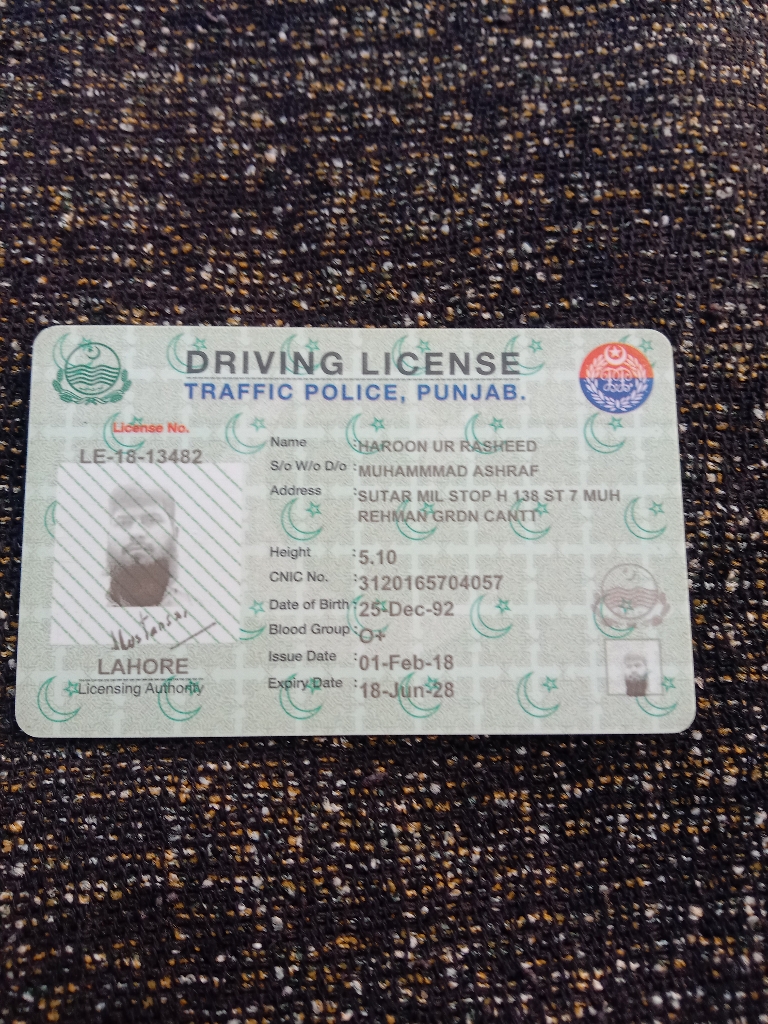 DRIVING LICENSE
TRAFFIC POLICE, PUNJAB.
License No.
LE-18-13482
Name : HAROON UR RASHEED
S/o W/o D/o : MUHAMMMAD ASHRAF
Address : SUTAR MIL STOP H 138 ST 7 MUH
REHMAN GRDN CANTT
Height : 5.10
CNIC No. : 3120165704057
Date of Birth : 25-Dec-92
Blood Group : O+
Issue Date : 01-Feb-18
Expiry Date : 18-Jun-28
LAHORE
Licensing Authority